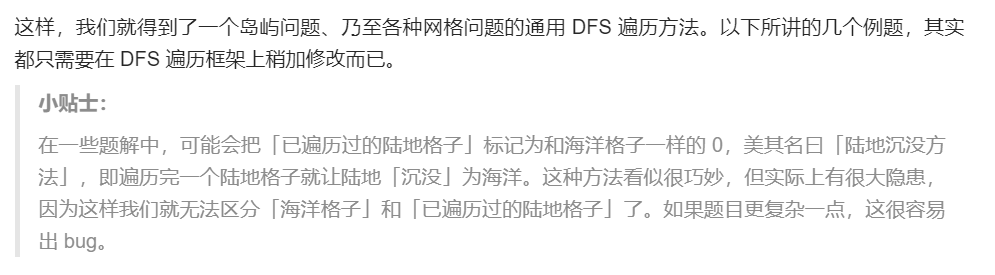 这样，我们就得到了一个岛屿问题、乃至各种网格问题的通用 DFS 遍历方法。以下所讲的几个例题，其实
都只需要在 DFS 遍历框架上稍加修改而已。
小贴士：
在一些题解中，可能会把「已遍历过的陆地格子」标记为和海洋格子一样的 0，美其名曰「陆地沉没方
法」，即遍历完一个陆地格子就让陆地「沉没」为海洋。这种方法看似很巧妙，但实际上有很大隐患，
因为这样我们就无法区分「海洋格子」和「已遍历过的陆地格子」了。如果题目更复杂一点，这很容易
出 bug。